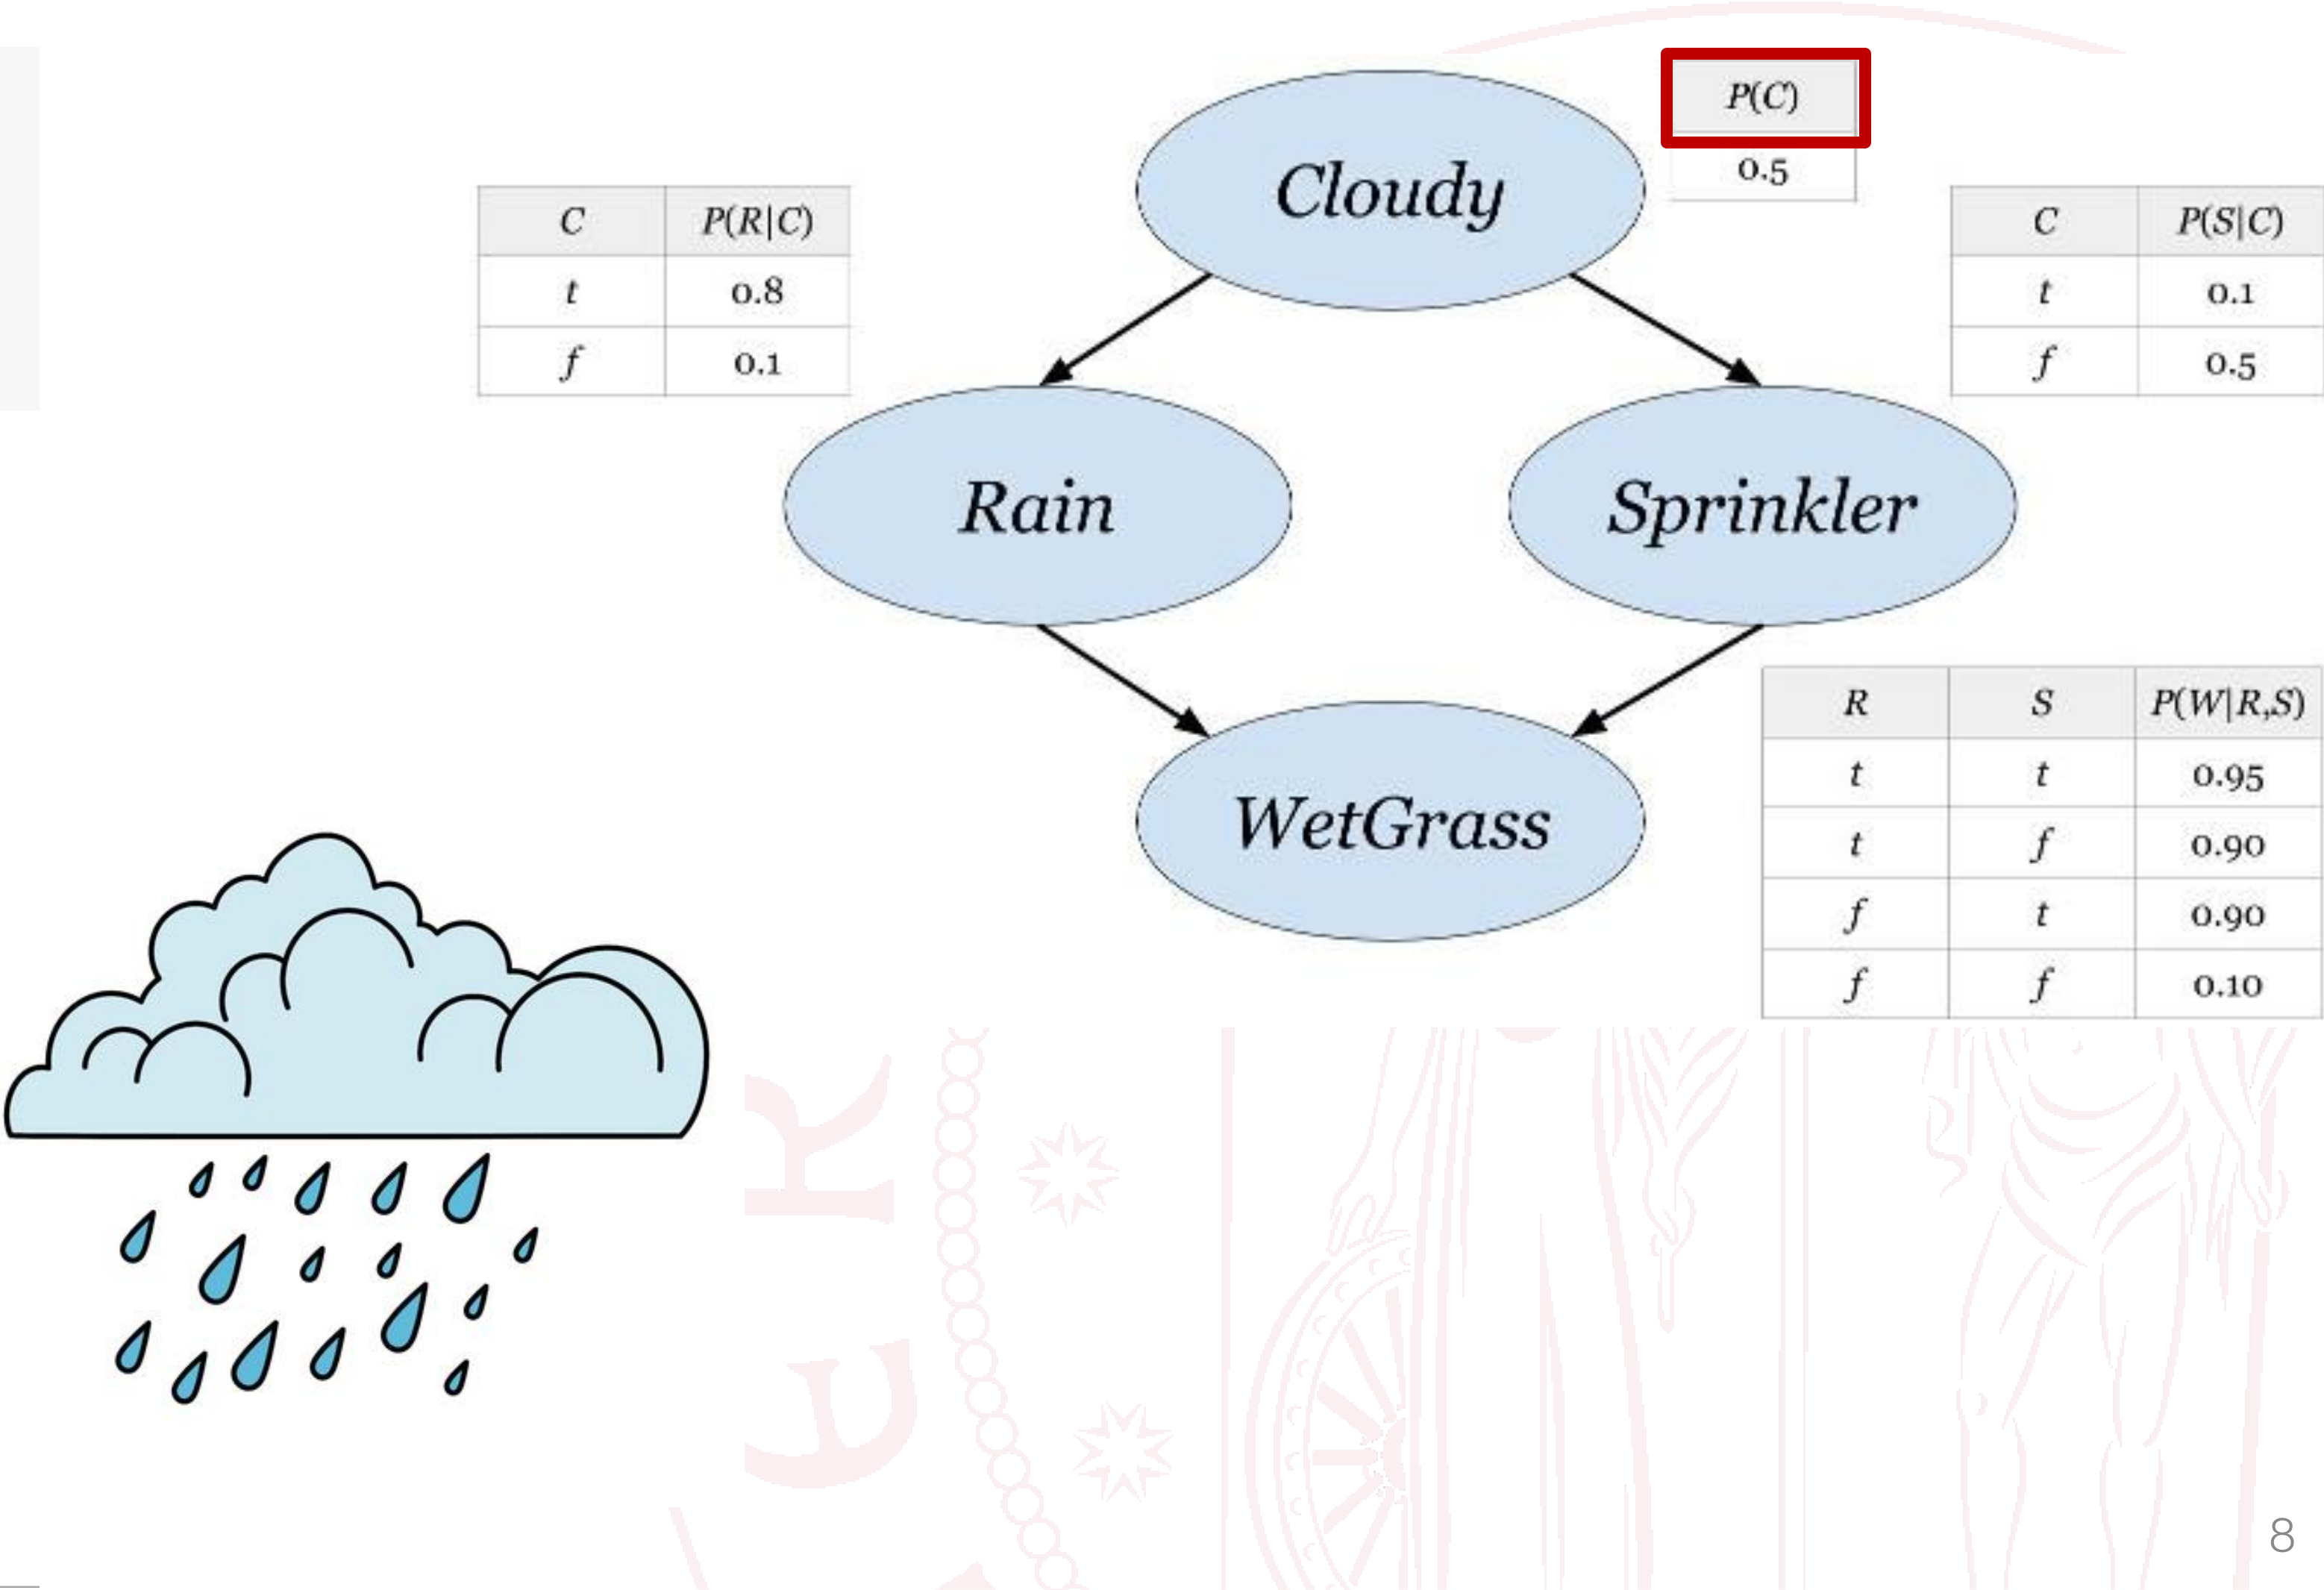 P(C)
0.5
Cloudy
C P(R|C)
t 0.8
f 0.1
C P(S|C)
t 0.1
f 0.5
Rain
Sprinkler
WetGrass
R S P(W|R,S)
t t 0.95
t f 0.90
f t 0.90
f f 0.10
8